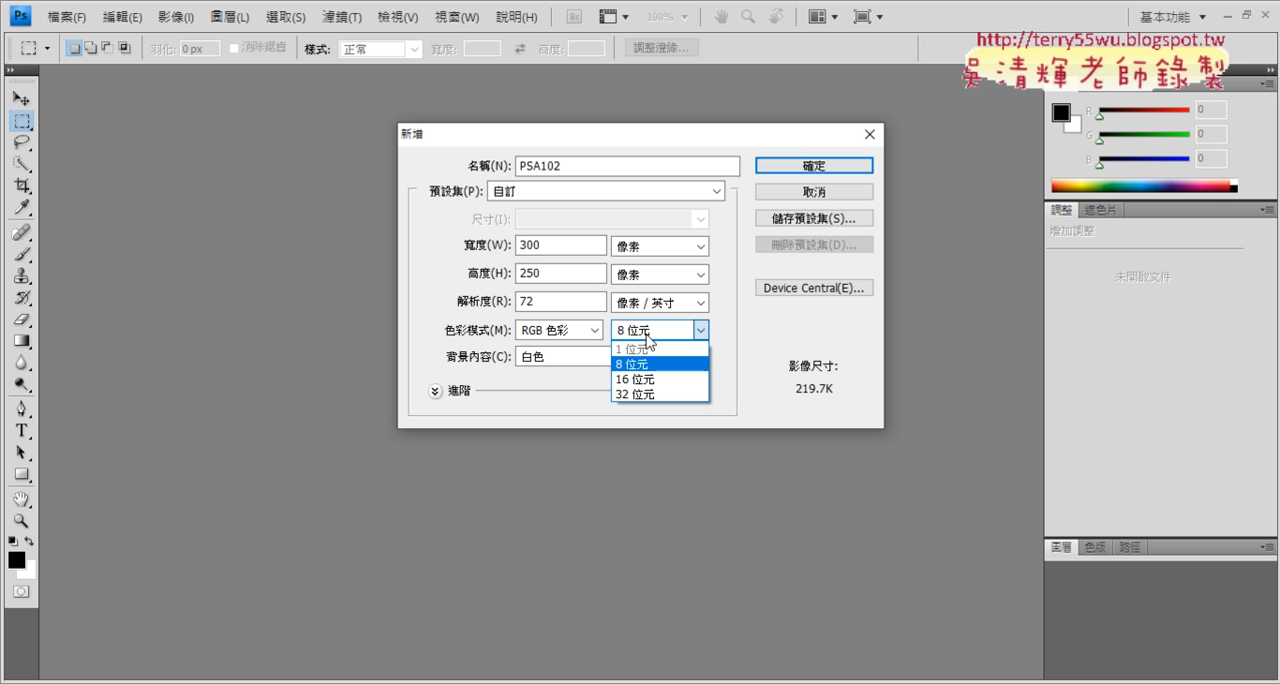 Ps 檔案(F) 編輯(E) 影像(I) 圖層(L) 選取(S) 濾鏡(T) 檢視(V) 視窗(W) 說明(H) Br 100% 基本功能
羽化: 0 px 消除鋸齒 樣式: 正常 寬度: 高度: 調整邊緣...
http://terry55wu.blogspot.tw
吳清輝老師錄製
R 0
G 0
B 0
調整 遮色片
增加調整
未開啟文件
圖層 色版 路徑
T
新增
名稱(N): PSA102 確定
預設集(P): 自訂 取消
尺寸(I): 儲存預設集(S)...
寬度(W): 300 像素 刪除預設集(D)...
高度(H): 250 像素
解析度(R): 72 像素 / 英寸 Device Central(E)...
色彩模式(M): RGB 色彩 8 位元
1 位元
8 位元
16 位元
32 位元
背景內容(C): 白色
進階
影像尺寸:
219.7K